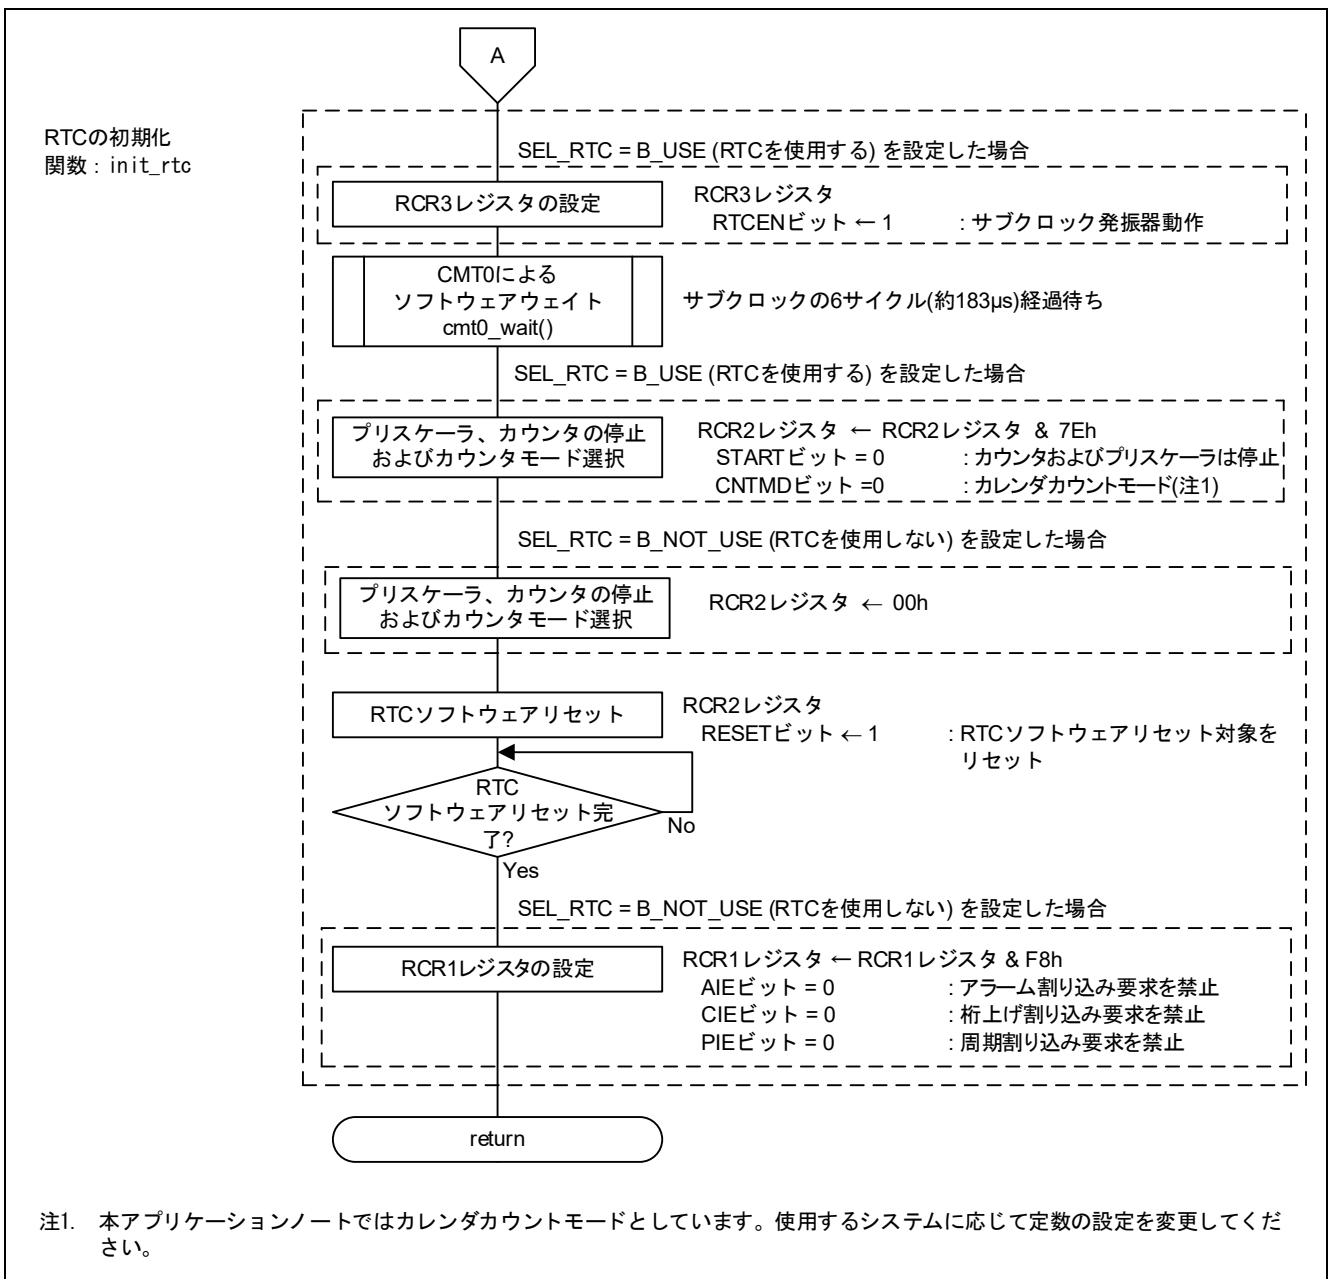 A
RTCの初期化
関数：init_rtc
SEL_RTC = B_USE (RTCを使用する) を設定した場合
RCR3レジスタの設定
RCR3レジスタ
RTCENビット ← 1 : サブクロック発振器動作
CMT0による
ソフトウェアウェイト
cmt0_wait()
サブクロックの6サイクル(約183µs)経過待ち
SEL_RTC = B_USE (RTCを使用する) を設定した場合
プリスケーラ、カウンタの停止
およびカウンタモード選択
RCR2レジスタ ← RCR2レジスタ & 7Eh
STARTビット = 0 : カウンタおよびプリスケーラは停止
CNTMDビット =0 : カレンダカウントモード(注1)
SEL_RTC = B_NOT_USE (RTCを使用しない) を設定した場合
プリスケーラ、カウンタの停止
およびカウンタモード選択
RCR2レジスタ ← 00h
RTCソフトウェアリセット
RCR2レジスタ
RESETビット ← 1 : RTCソフトウェアリセット対象を
リセット
RTC
ソフトウェアリセット完
了?
No
Yes
SEL_RTC = B_NOT_USE (RTCを使用しない) を設定した場合
RCR1レジスタの設定
RCR1レジスタ ← RCR1レジスタ & F8h
AIEビット = 0 : アラーム割り込み要求を禁止
CIEビット = 0 : 桁上げ割り込み要求を禁止
PIEビット = 0 : 周期割り込み要求を禁止
return
注1. 本アプリケーションノートではカレンダカウントモードとしています。使用するシステムに応じて定数の設定を変更してくだ
さい。